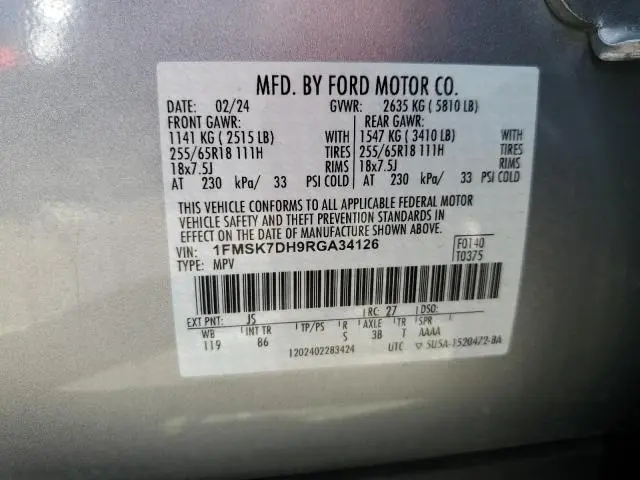 MFD. BY FORD MOTOR CO.
DATE: 02/24 GVWR: 2635 KG ( 5810 LB)
FRONT GAWR: REAR GAWR:
1141 KG ( 2515 LB) WITH 1547 KG ( 3410 LB) WITH
255/65R18 111H TIRES 255/65R18 111H TIRES
18x7.5J RIMS 18x7.5J RIMS
AT 230 kPa/ 33 PSI COLD AT 230 kPa/ 33 PSI COLD
THIS VEHICLE CONFORMS TO ALL APPLICABLE FEDERAL MOTOR
VEHICLE SAFETY AND THEFT PREVENTION STANDARDS IN
EFFECT ON THE DATE OF MANUFACTURE SHOWN ABOVE.
VIN: 1FMSK7DH9RGA34126 F0140
TYPE: MPV T0375
EXT PNT: JS RC: 27 DSO:
WB INT TR TP/PS R AXLE TR SPR
119 86 S 3B T AAAA
1202402283424 UTC ▽ 5U5A-1520472-BA